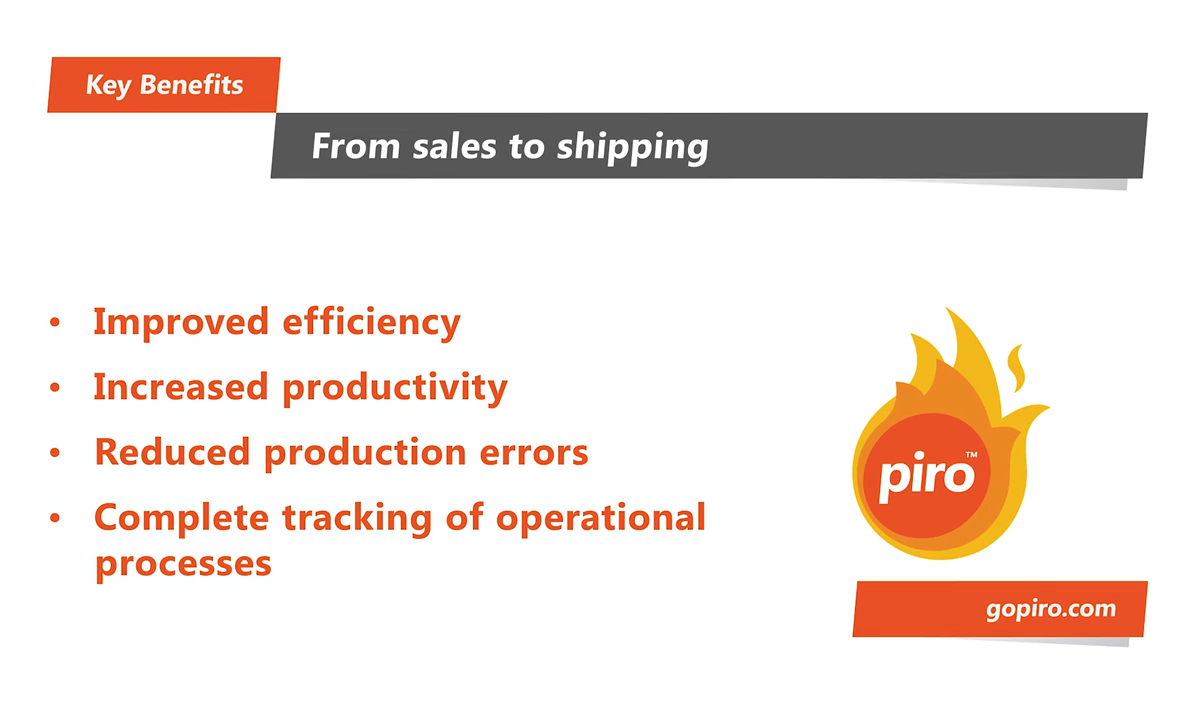 Key Benefits
From sales to shipping
• Improved efficiency
• Increased productivity
• Reduced production errors
• Complete tracking of operational
processes
piro™
gopiro.com